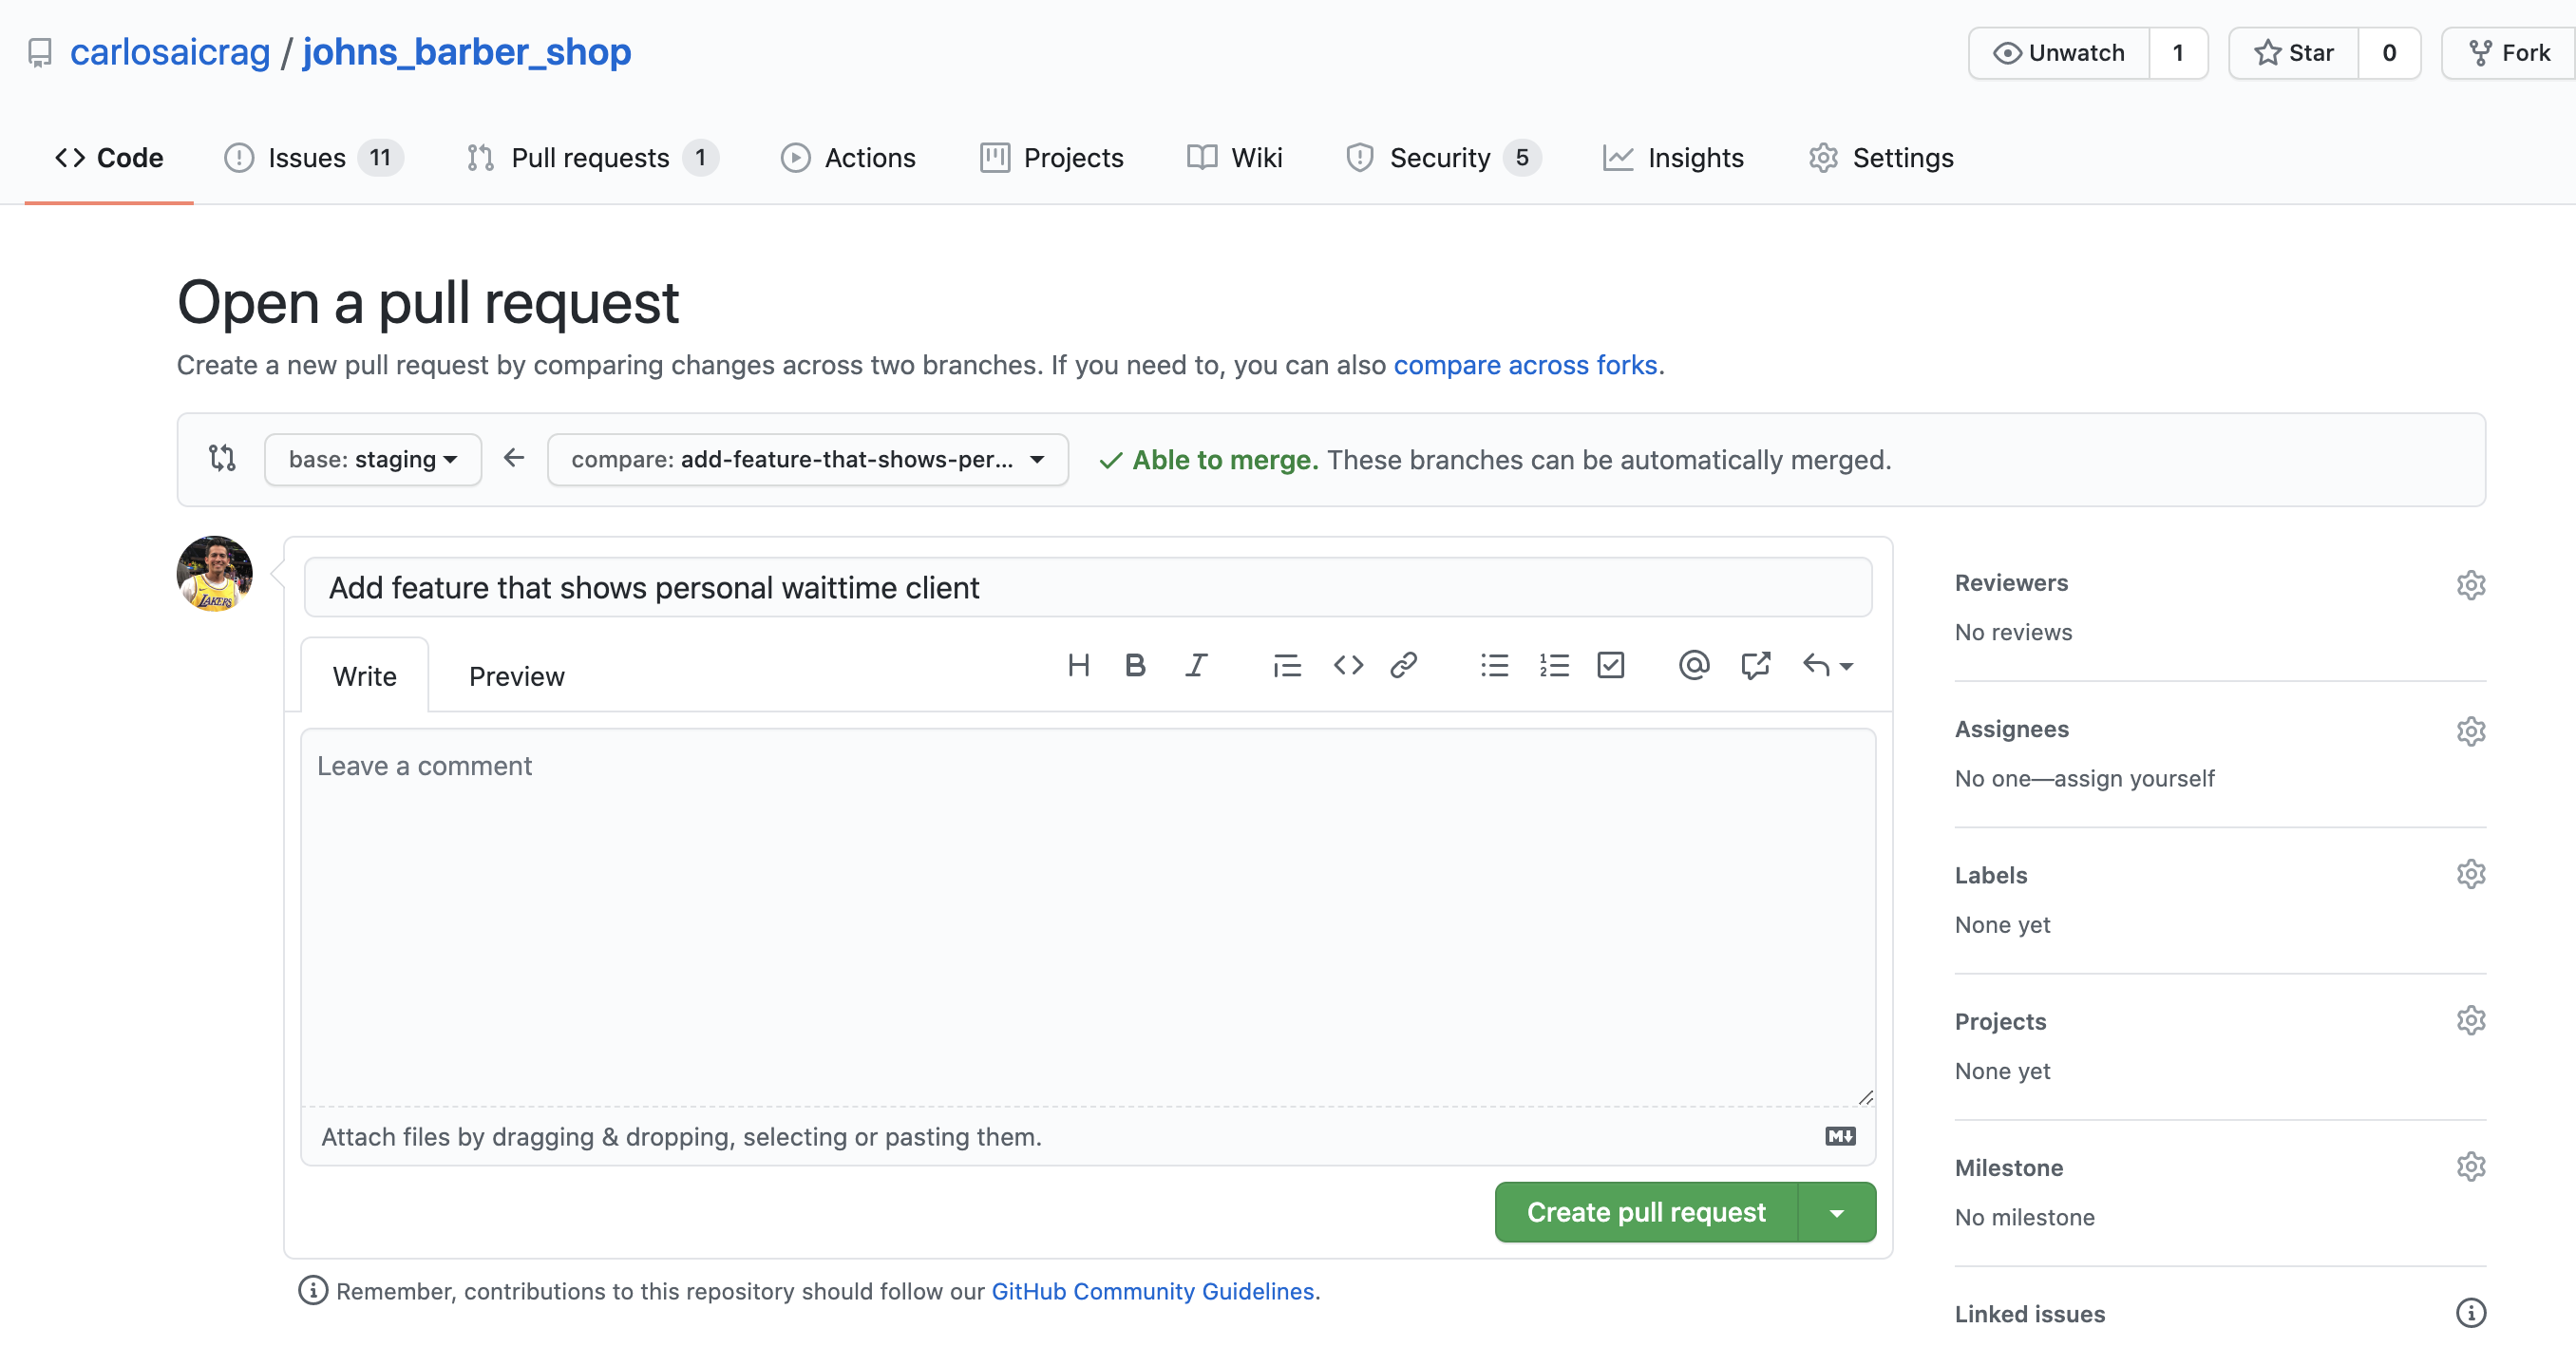 carlosaicrag / johns_barber_shop
Unwatch 1
Star 0
Fork
Code
Issues 11
Pull requests 1
Actions
Projects
Wiki
Security 5
Insights
Settings
Open a pull request
Create a new pull request by comparing changes across two branches. If you need to, you can also compare across forks.
base: staging
compare: add-feature-that-shows-per...
Able to merge. These branches can be automatically merged.
LAKERS
Add feature that shows personal waittime client
Write
Preview
Leave a comment
Attach files by dragging & dropping, selecting or pasting them.
Create pull request
Remember, contributions to this repository should follow our GitHub Community Guidelines.
Reviewers
No reviews
Assignees
No one—assign yourself
Labels
None yet
Projects
None yet
Milestone
No milestone
Linked issues